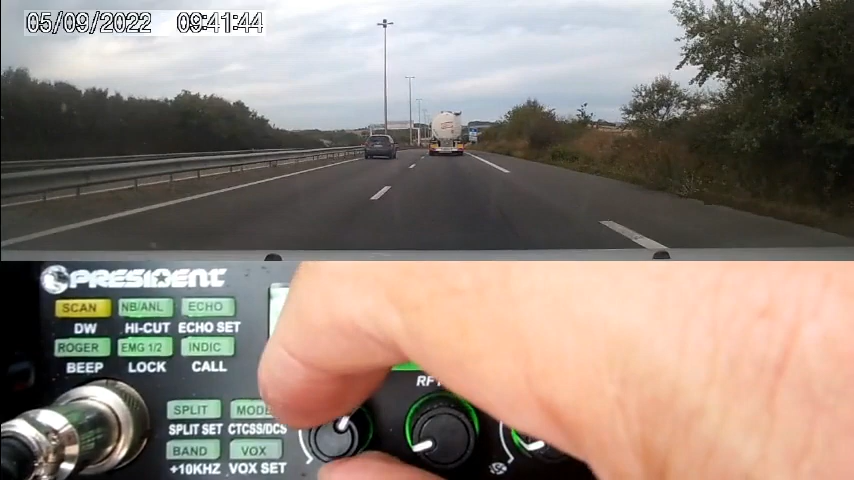 05/09/2022 09:41:44
PRESIDENT
SCAN NB/ANL ECHO
DW HI-CUT ECHO SET
ROGER EMG 1/2 INDIC
BEEP LOCK CALL
SPLIT MODE
SPLIT SET CTCSS/DCS
BAND VOX
+10KHZ VOX SET